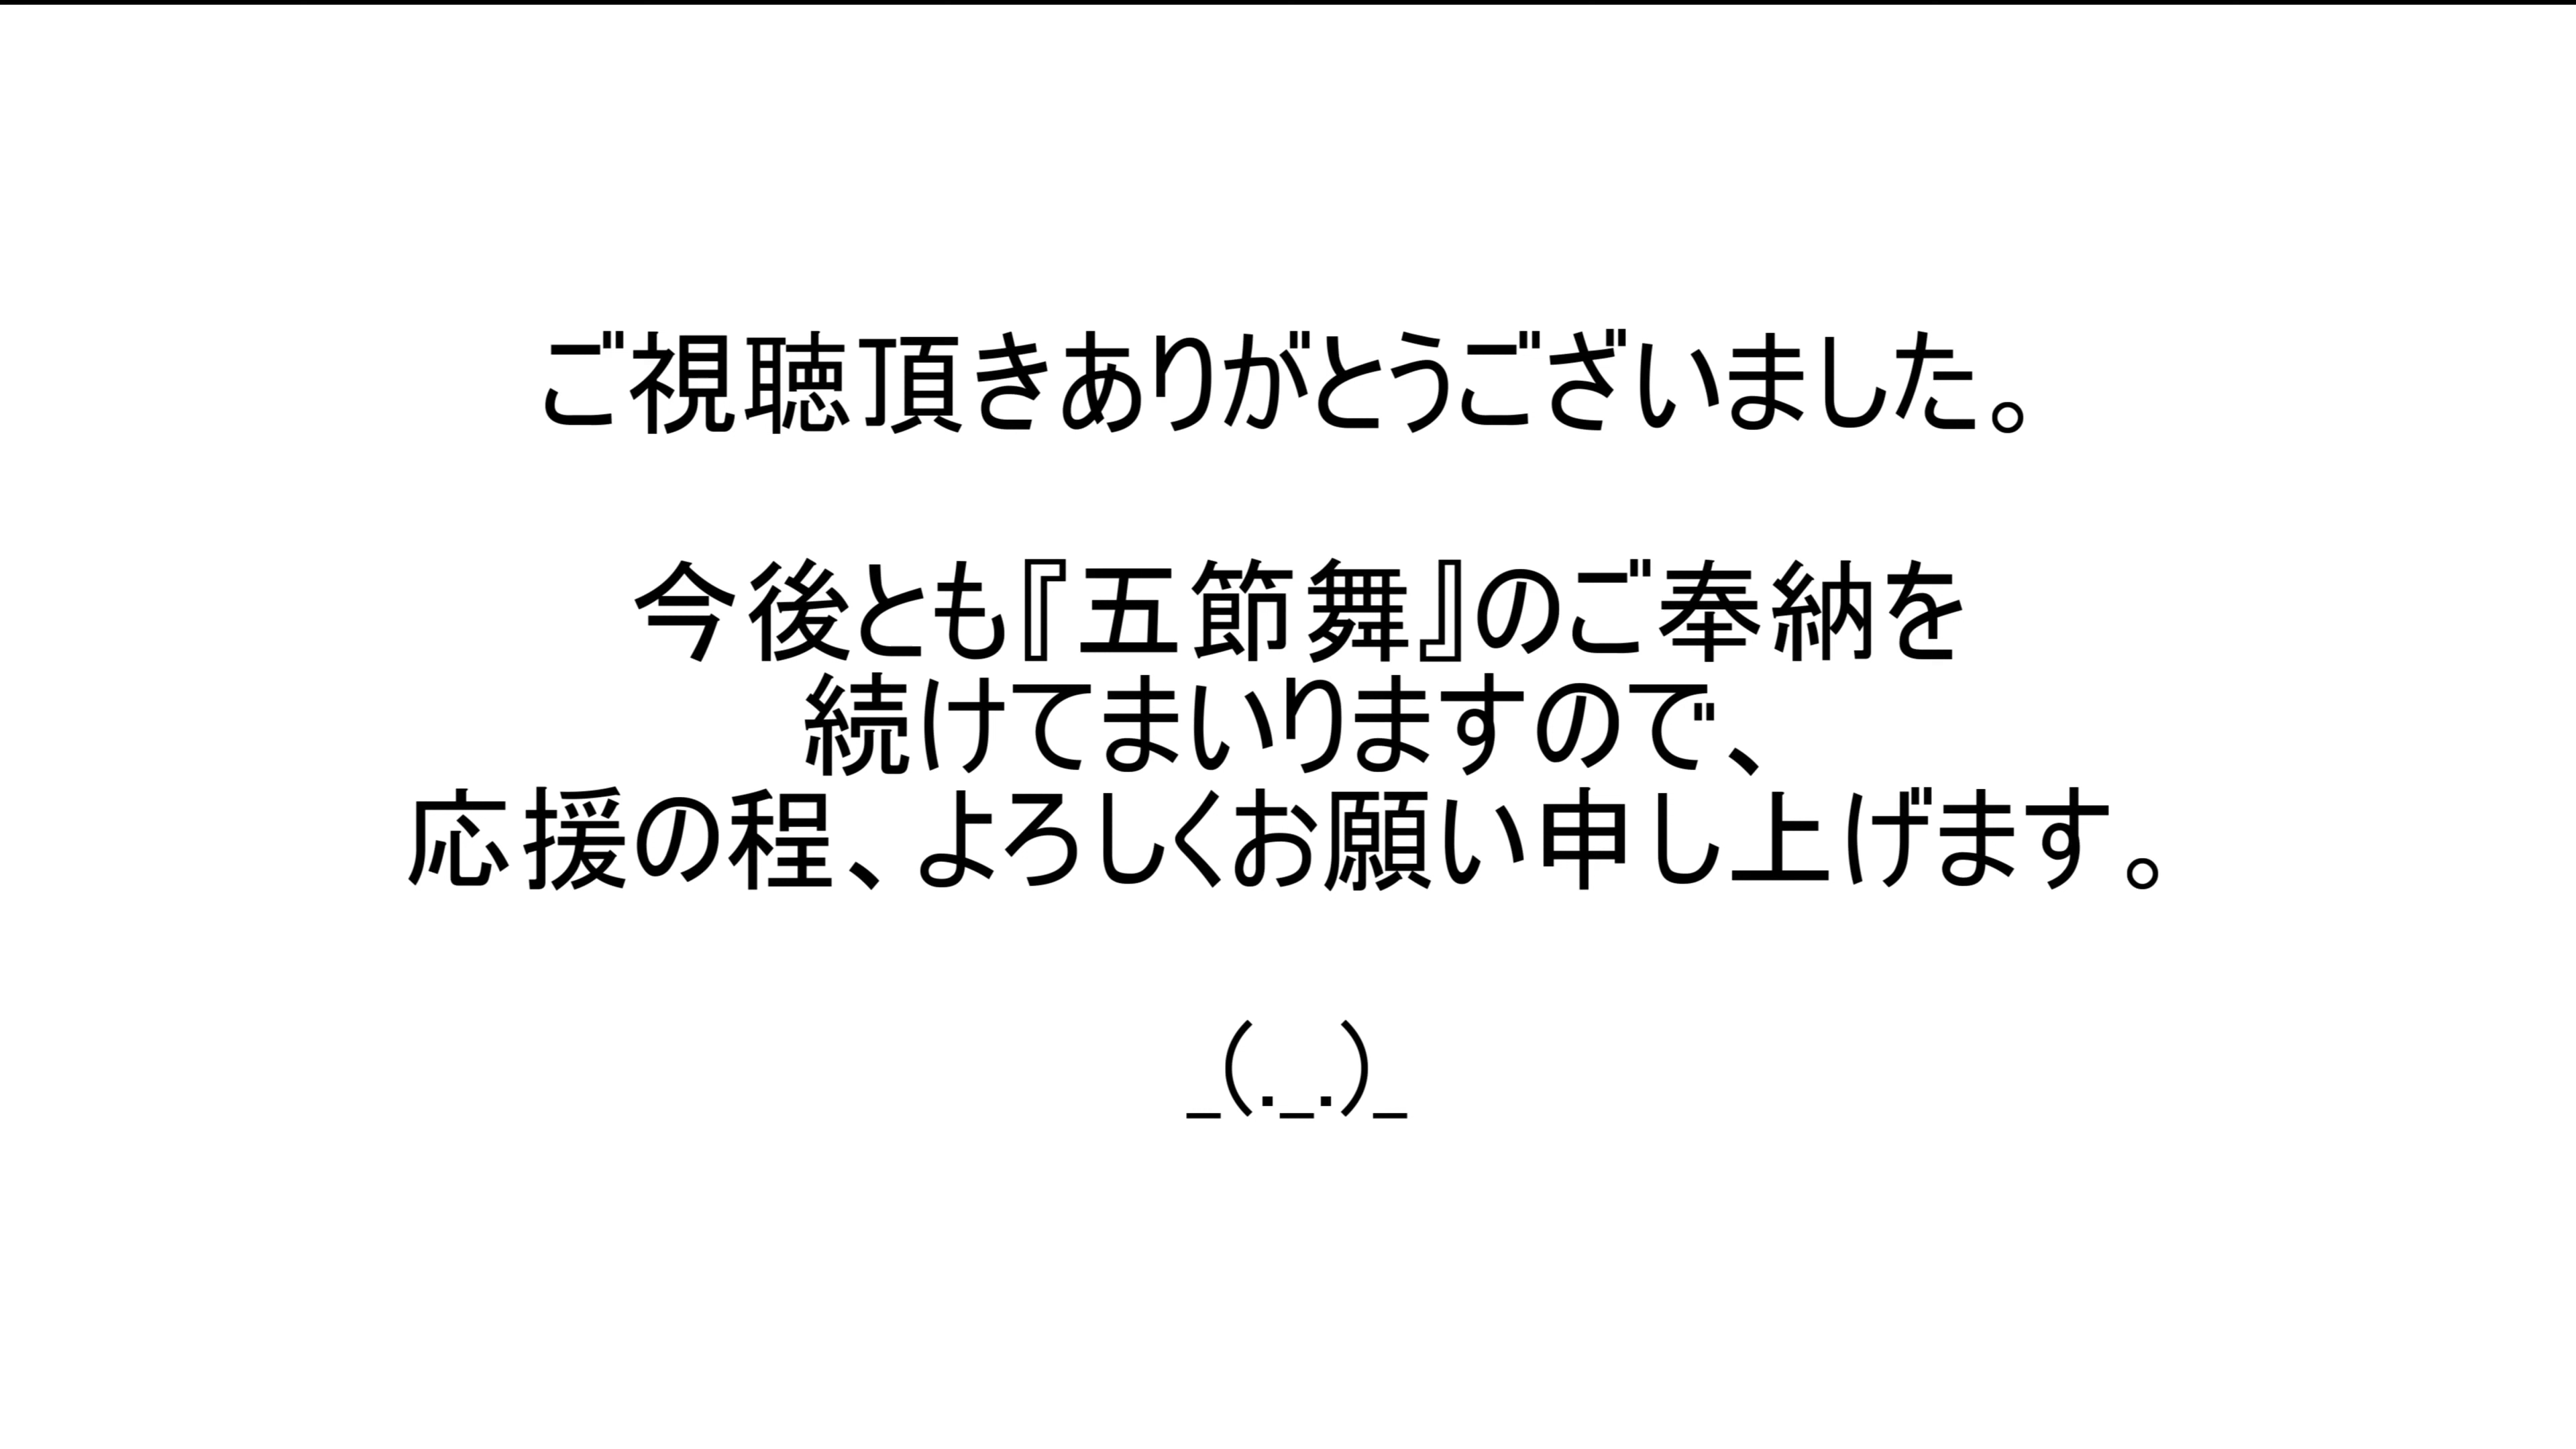 ご視聴頂きありがとうございました。
今後とも『五節舞』のご奉納を
続けてまいりますので、
応援の程、よろしくお願い申し上げます。
_(._.)_